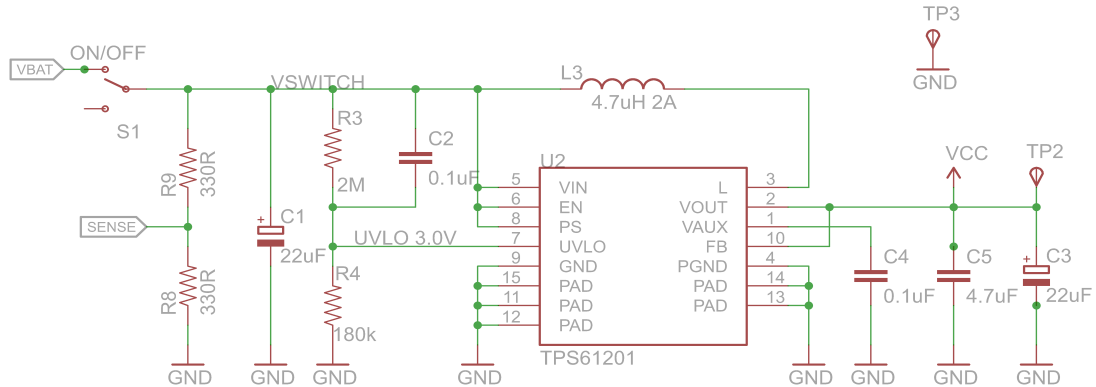 TP3
GND
ON/OFF
VBAT
S1
VSWITCH
L3
4.7uH 2A
R3
2M
C2
0.1uF
R9
330R
SENSE
R8
330R
C1
+
22uF
UVLO 3.0V
R4
180k
U2
5 VIN
6 EN
8 PS
7 UVLO
9 GND
15 PAD
11 PAD
12 PAD
L 3
VOUT 2
VAUX 1
FB 10
PGND 4
PAD 14
PAD 13
TPS61201
VCC
TP2
C4
0.1uF
C5
4.7uF
+
C3
22uF
GND
GND
GND
GND
GND
GND
GND
GND